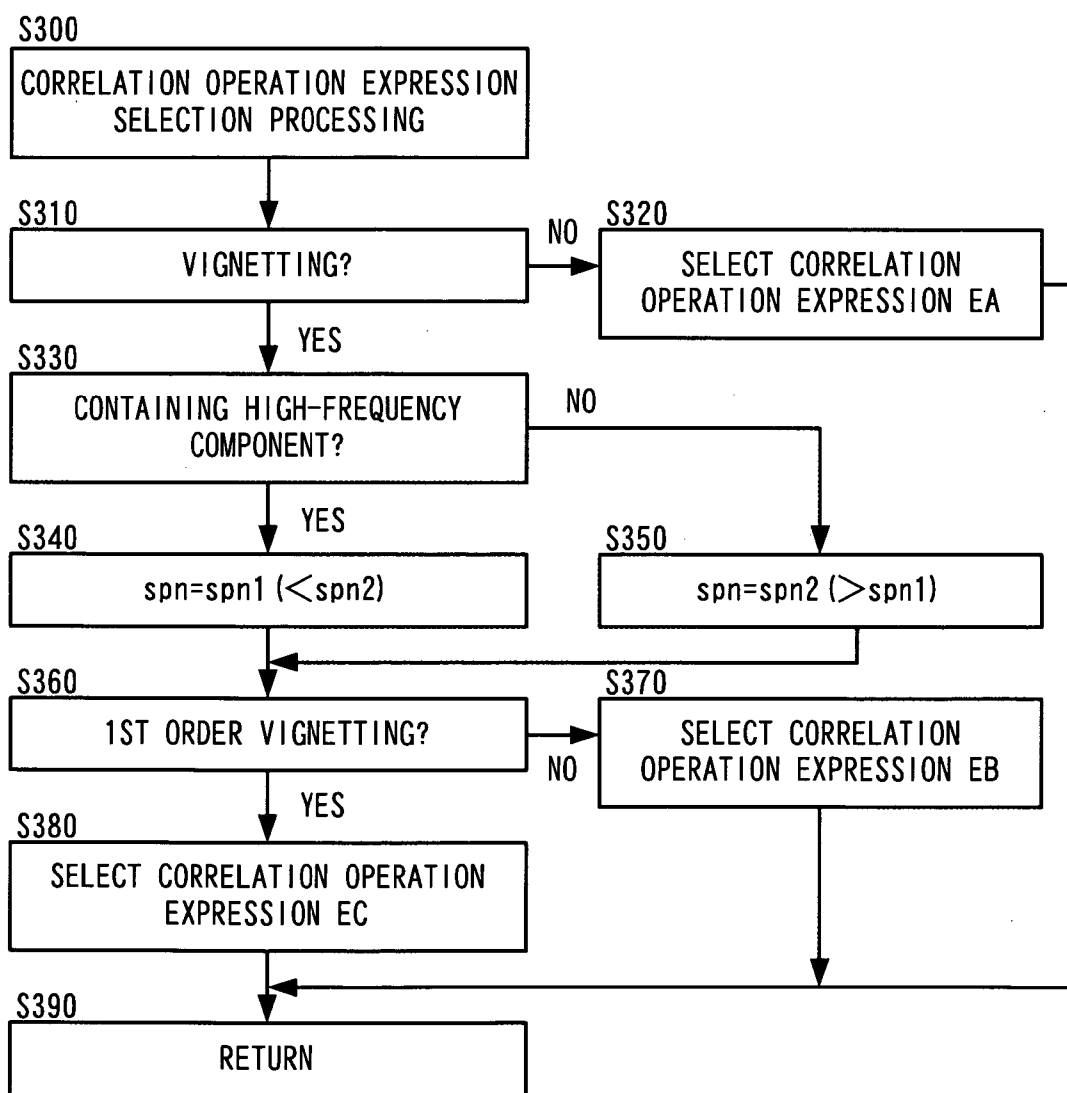 S300
CORRELATION OPERATION EXPRESSION
SELECTION PROCESSING
S310
VIGNETTING?
NO
S320
SELECT CORRELATION
OPERATION EXPRESSION EA
YES
S330
CONTAINING HIGH-FREQUENCY
COMPONENT?
NO
YES
S340
spn=spn1(<spn2)
S350
spn=spn2(>spn1)
S360
1ST ORDER VIGNETTING?
NO
S370
SELECT CORRELATION
OPERATION EXPRESSION EB
YES
S380
SELECT CORRELATION OPERATION
EXPRESSION EC
S390
RETURN